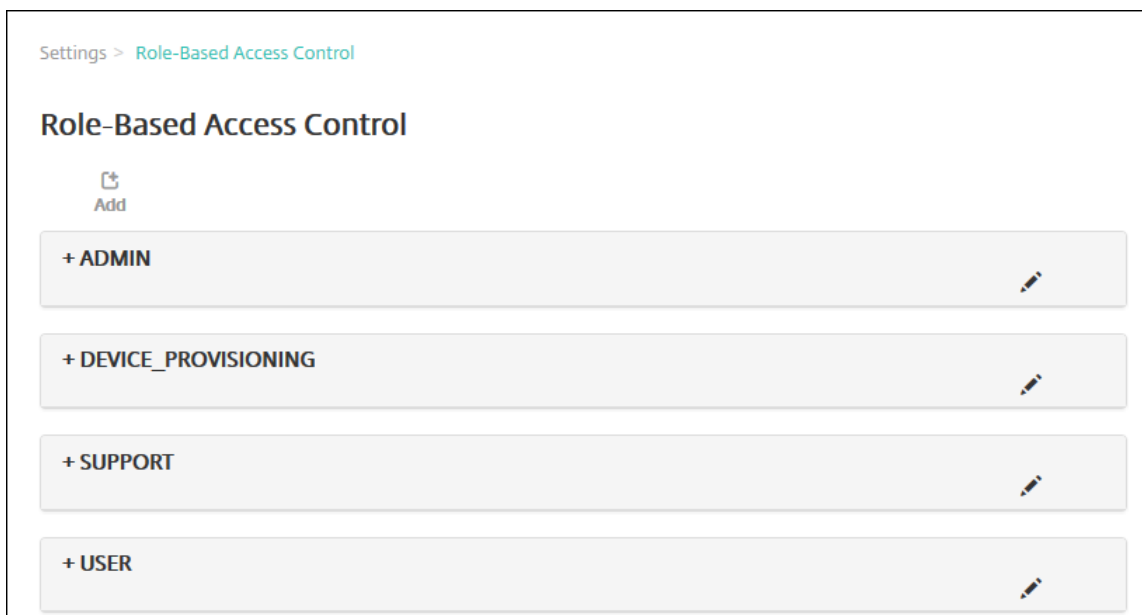 Settings > Role-Based Access Control
Role-Based Access Control
Add
+ ADMIN
+ DEVICE_PROVISIONING
+ SUPPORT
+ USER